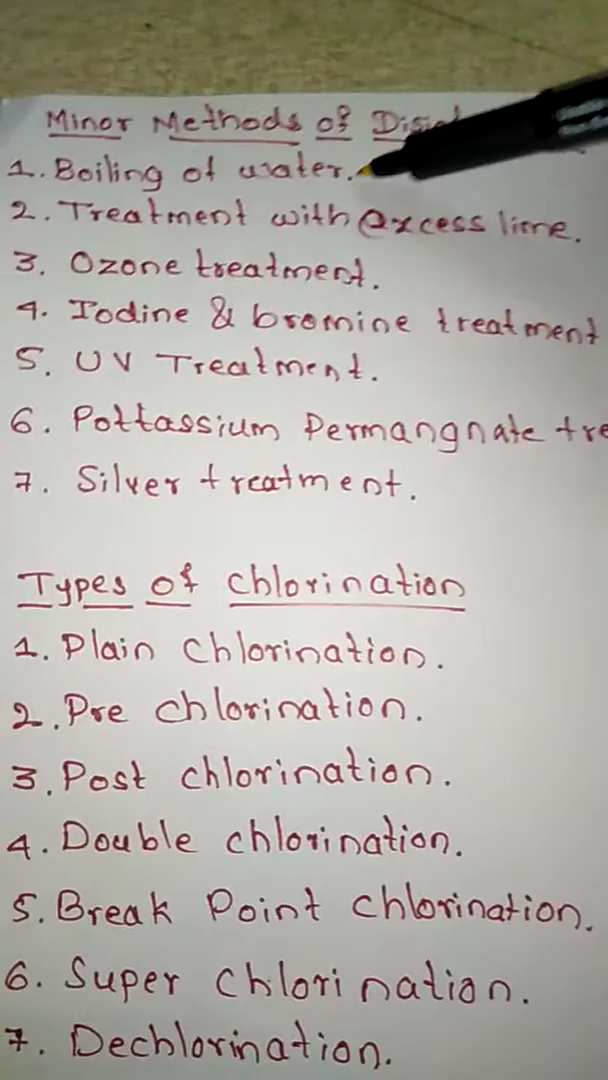 Minor Methods of
1. Boiling of water.
2. Treatment with excess lime.
3. Ozone treatment.
4. Iodine & bromine treatment
5. UV Treatment.
6. Pottassium Permangnate tre
7. Silver treatment.
Types of chlorination
1. Plain chlorination.
2. Pre chlorination.
3. Post chlorination.
4. Double chlorination.
5. Break Point chlorination.
6. Super chlorination.
7. Dechlorination.